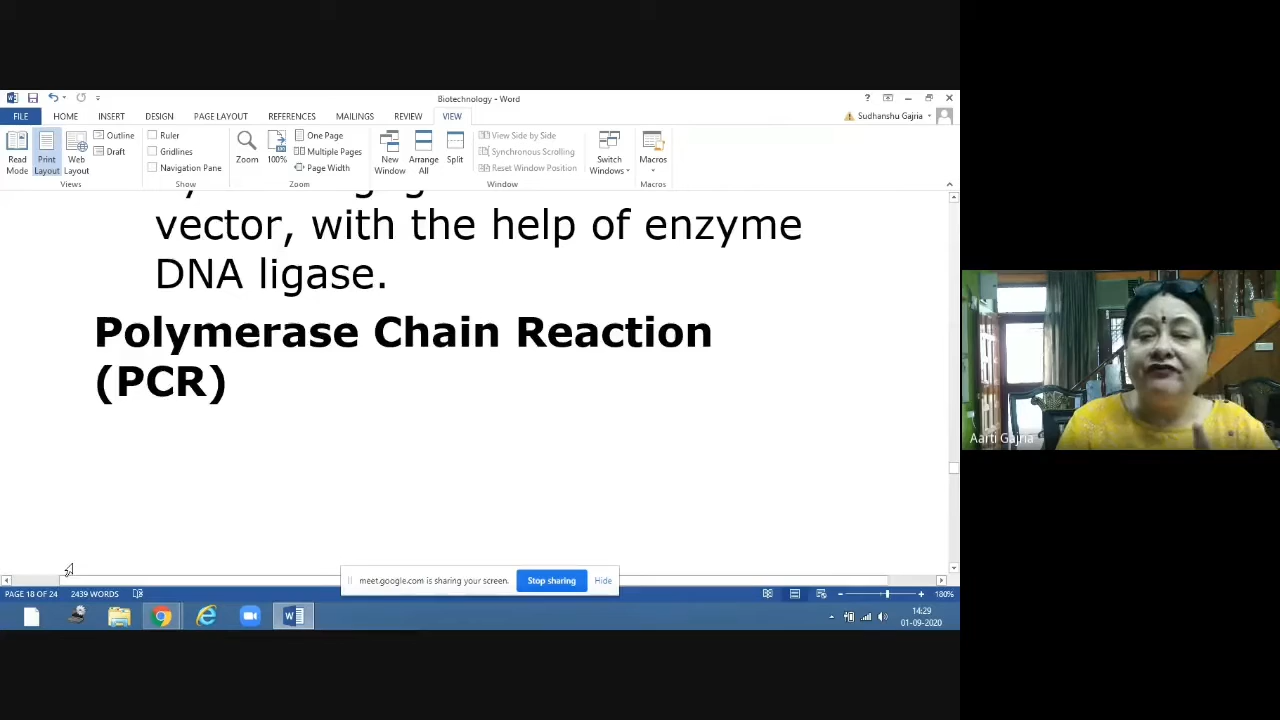 Biotechnology - Word
FILE HOME INSERT DESIGN PAGE LAYOUT REFERENCES MAILINGS REVIEW VIEW Sudhanshu Gajria
Read Mode
Print Layout
Web Layout
Outline
Draft
Views
Ruler
Gridlines
Navigation Pane
Show
Zoom
100%
One Page
Multiple Pages
Page Width
Zoom
New Window
Arrange All
Split
View Side by Side
Synchronous Scrolling
Reset Window Position
Window
Switch Windows
Macros
Macros
vector, with the help of enzyme
DNA ligase.
Polymerase Chain Reaction
(PCR)
Aarti Gajria
meet.google.com is sharing your screen. Stop sharing Hide
PAGE 18 OF 24 2439 WORDS 180%
14:29
01-09-2020